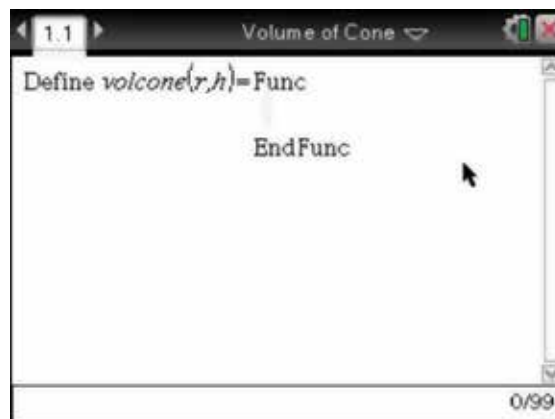 1.1 Volume of Cone
Define volcone(r,h)=Func
EndFunc
0/99